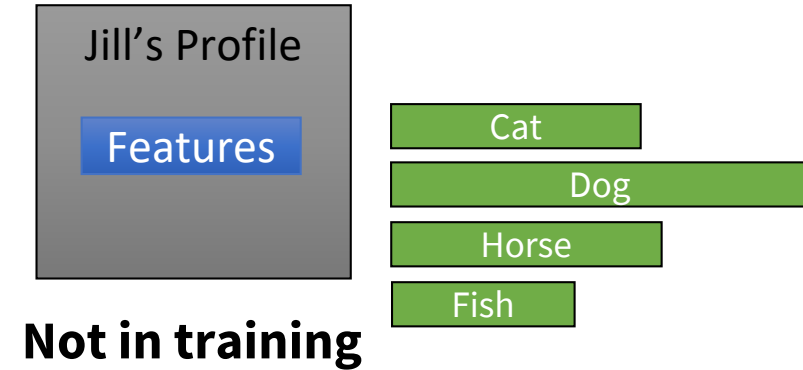 Jill’s Profile
Features
Cat
Dog
Horse
Fish
Not in training